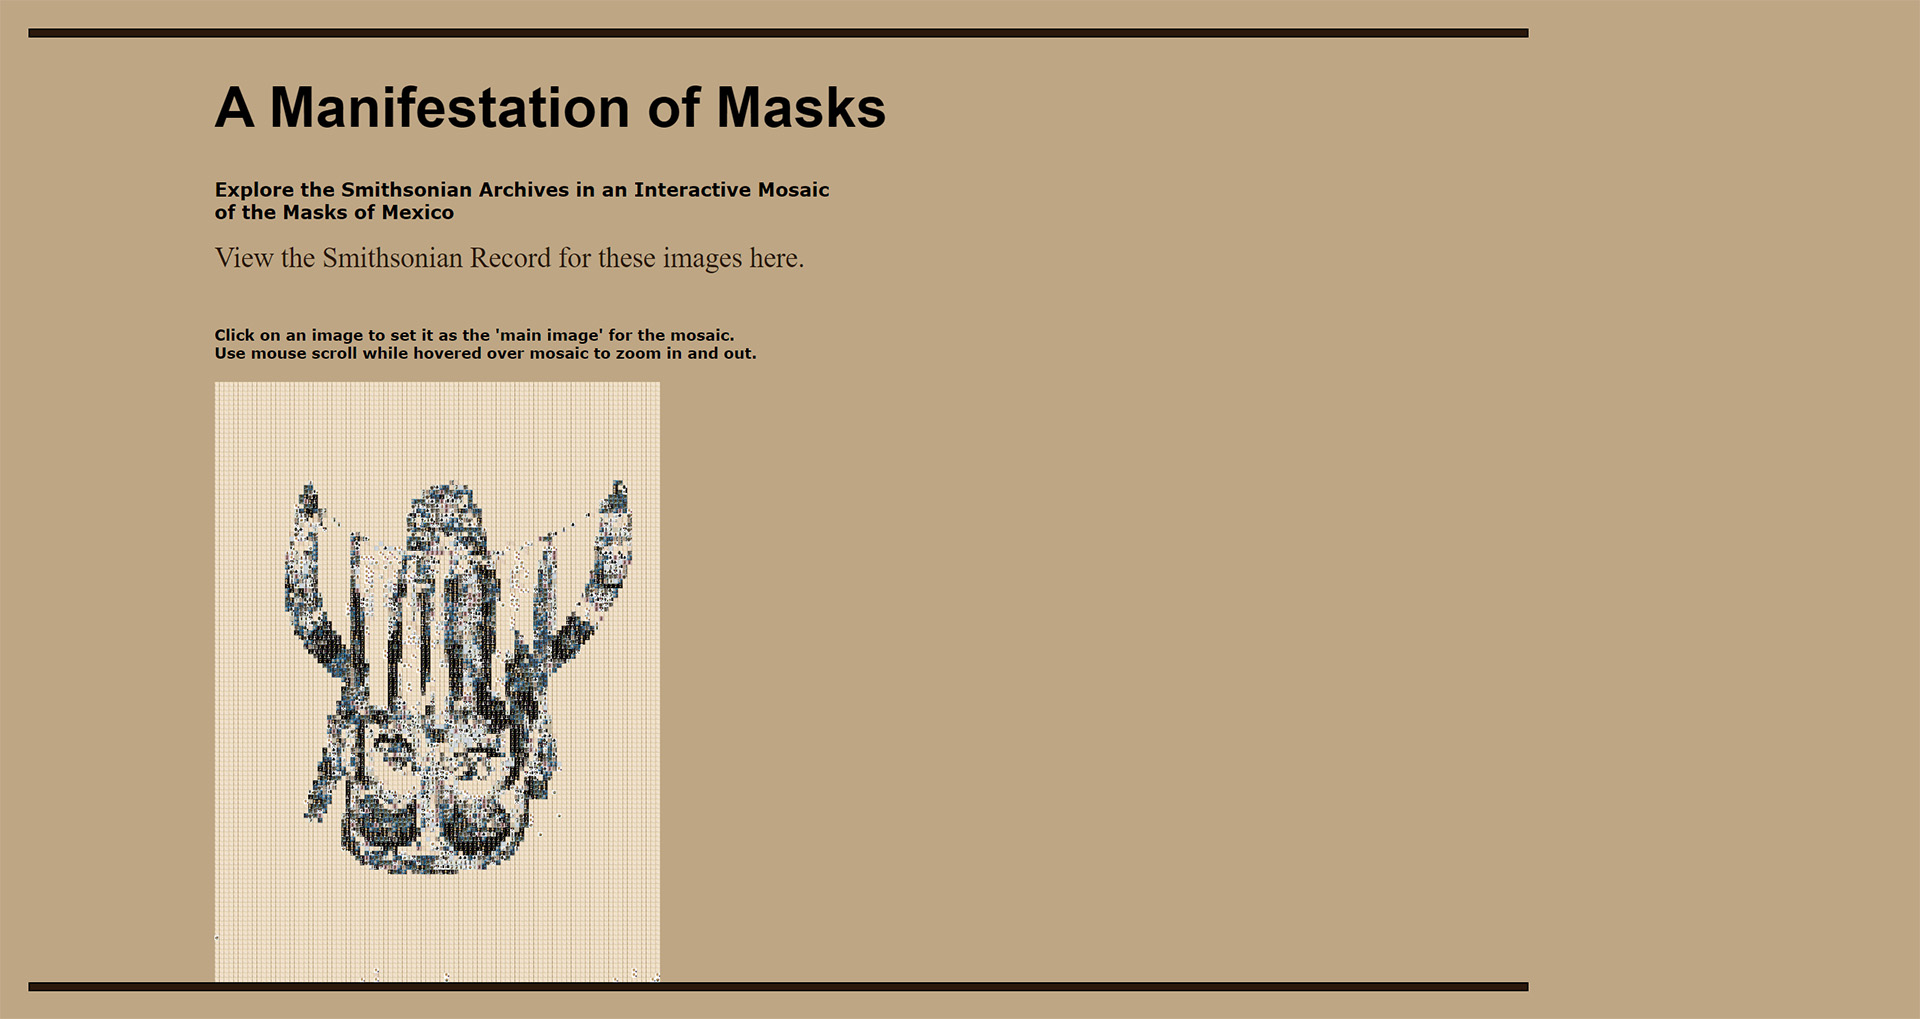 A Manifestation of Masks
Explore the Smithsonian Archives in an Interactive Mosaic
of the Masks of Mexico
View the Smithsonian Record for these images here.
Click on an image to set it as the 'main image' for the mosaic.
Use mouse scroll while hovered over mosaic to zoom in and out.